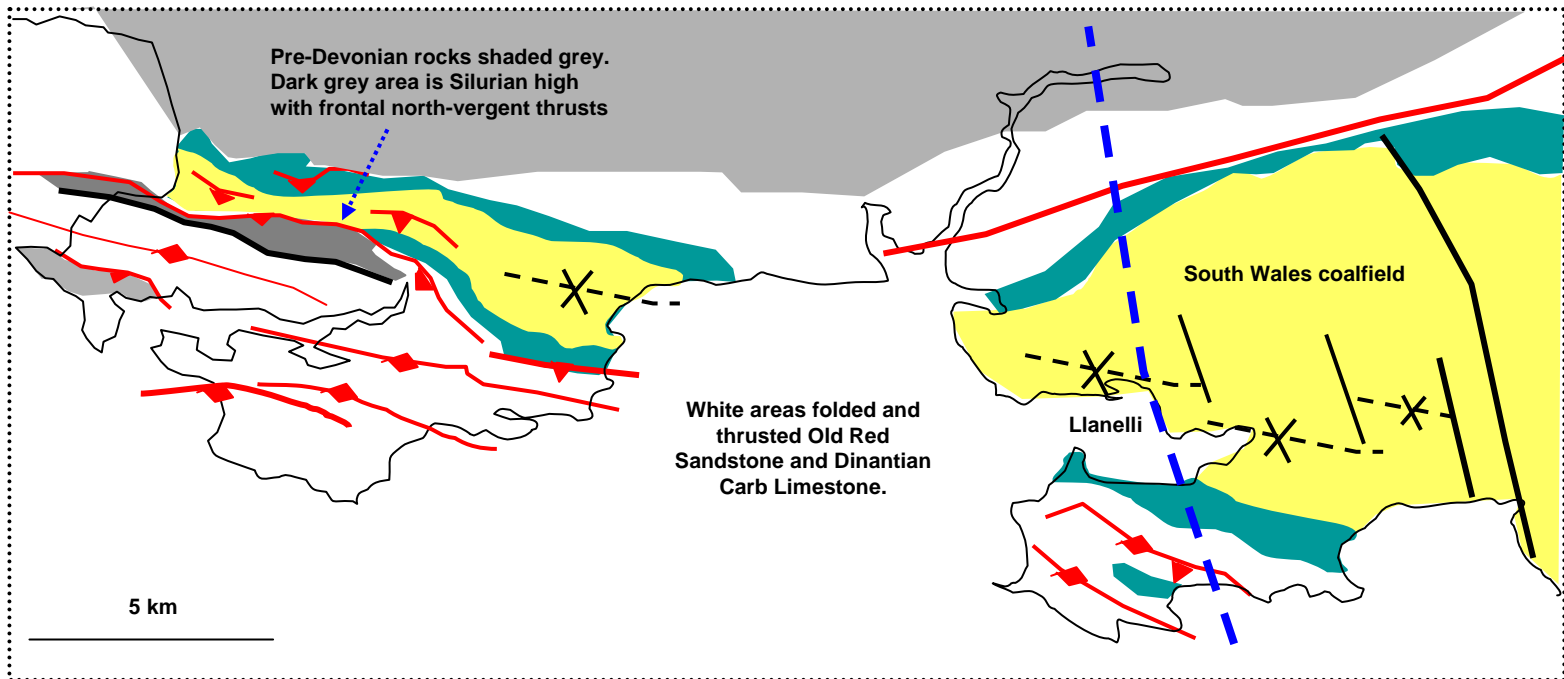 Pre-Devonian rocks shaded grey.
Dark grey area is Silurian high
with frontal north-vergent thrusts
South Wales coalfield
White areas folded and
thrusted Old Red
Sandstone and Dinantian
Carb Limestone.
Llanelli
5 km